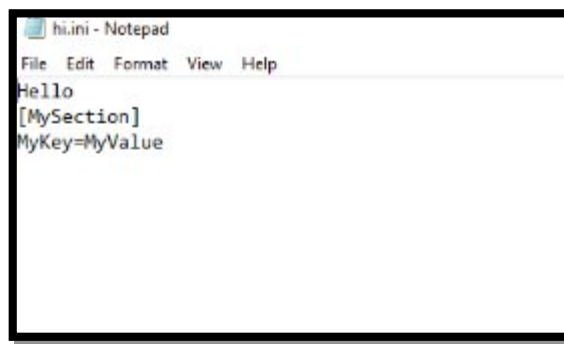 hi.ini - Notepad
File Edit Format View Help
Hello
[MySection]
MyKey=MyValue